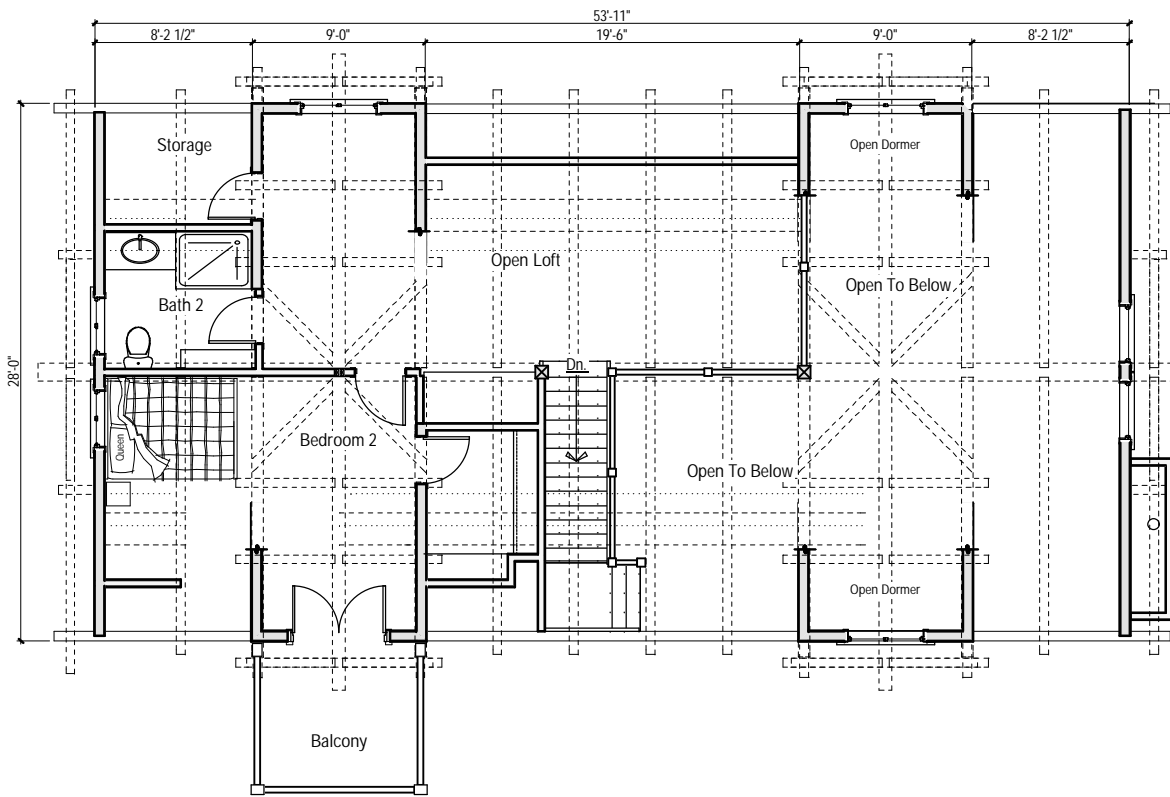 53'-11"
8'-2 1/2"
9'-0"
19'-6"
9'-0"
8'-2 1/2"
Storage
Open Dormer
Open Loft
Open To Below
Bath 2
28'-0"
Dn.
Queen
Bedroom 2
Open To Below
Open Dormer
Balcony